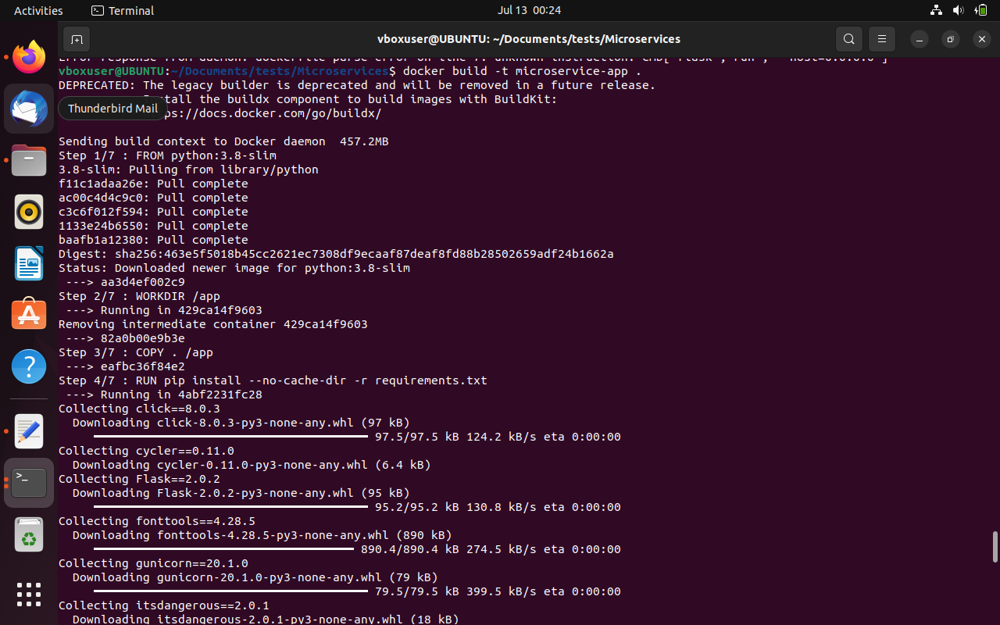 Activities
Terminal
Jul 13 00:24
vboxuser@UBUNTU: ~/Documents/tests/Microservices
vboxuser@UBUNTU:~/Documents/tests/Microservices$ docker build -t microservice-app .
DEPRECATED: The legacy builder is deprecated and will be removed in a future release.
Install the buildx component to build images with BuildKit:
Thunderbird Mail
ps://docs.docker.com/go/buildx/
Sending build context to Docker daemon  457.2MB
Step 1/7 : FROM python:3.8-slim
3.8-slim: Pulling from library/python
f11c1adaa26e: Pull complete
ac00c4d4c9c0: Pull complete
c3c6f012f594: Pull complete
1133e24b6550: Pull complete
baafb1a12380: Pull complete
Digest: sha256:463e5f5018b45cc2621ec7308df9ecaaf87deaf8fd88b28502659adf24b1662a
Status: Downloaded newer image for python:3.8-slim
---> aa3d4ef002c9
Step 2/7 : WORKDIR /app
---> Running in 429ca14f9603
Removing intermediate container 429ca14f9603
---> 82a0b00e9b3e
Step 3/7 : COPY . /app
---> eafbc36f84e2
Step 4/7 : RUN pip install --no-cache-dir -r requirements.txt
---> Running in 4abf2231fc28
Collecting click==8.0.3
Downloading click-8.0.3-py3-none-any.whl (97 kB)
97.5/97.5 kB 124.2 kB/s eta 0:00:00
Collecting cycler==0.11.0
Downloading cycler-0.11.0-py3-none-any.whl (6.4 kB)
Collecting Flask==2.0.2
Downloading Flask-2.0.2-py3-none-any.whl (95 kB)
95.2/95.2 kB 130.8 kB/s eta 0:00:00
Collecting fonttools==4.28.5
Downloading fonttools-4.28.5-py3-none-any.whl (890 kB)
890.4/890.4 kB 274.5 kB/s eta 0:00:00
Collecting gunicorn==20.1.0
Downloading gunicorn-20.1.0-py3-none-any.whl (79 kB)
79.5/79.5 kB 399.5 kB/s eta 0:00:00
Collecting itsdangerous==2.0.1
Downloading itsdangerous-2.0.1-py3-none-any.whl (18 kB)